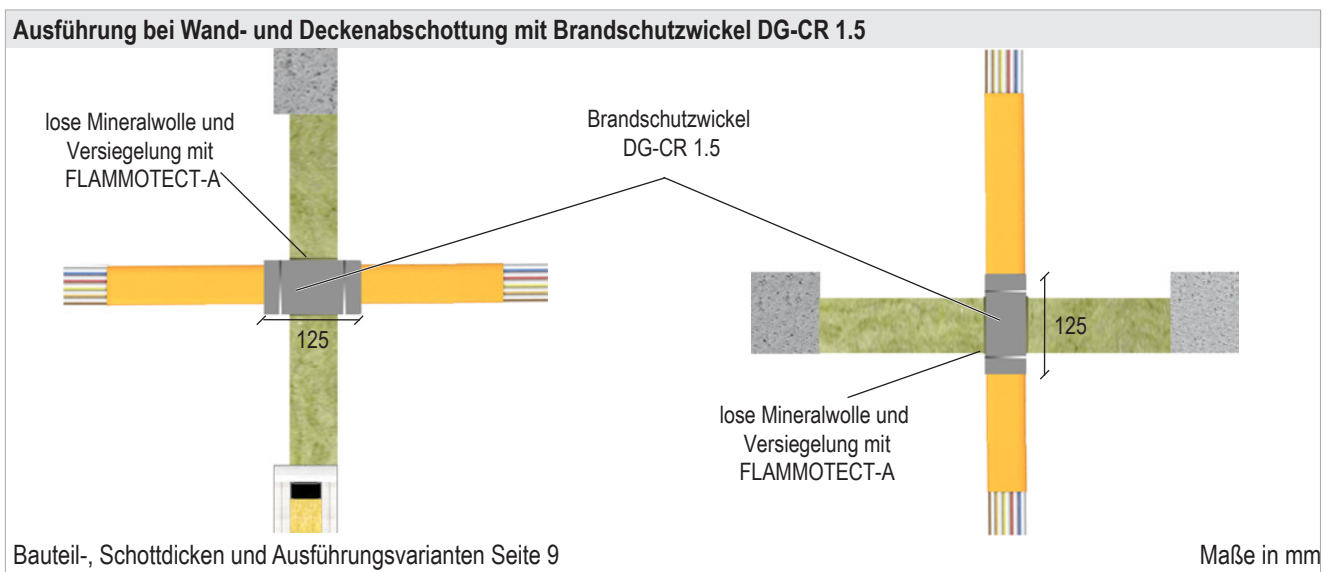 Ausführung bei Wand- und Deckenabschottung mit Brandschutzwickel DG-CR 1.5
lose Mineralwolle und
Versiegelung mit
FLAMMOTECT-A
Brandschutzwickel
DG-CR 1.5
125
125
lose Mineralwolle und
Versiegelung mit
FLAMMOTECT-A
Bauteil-, Schottdicken und Ausführungsvarianten Seite 9
Maße in mm